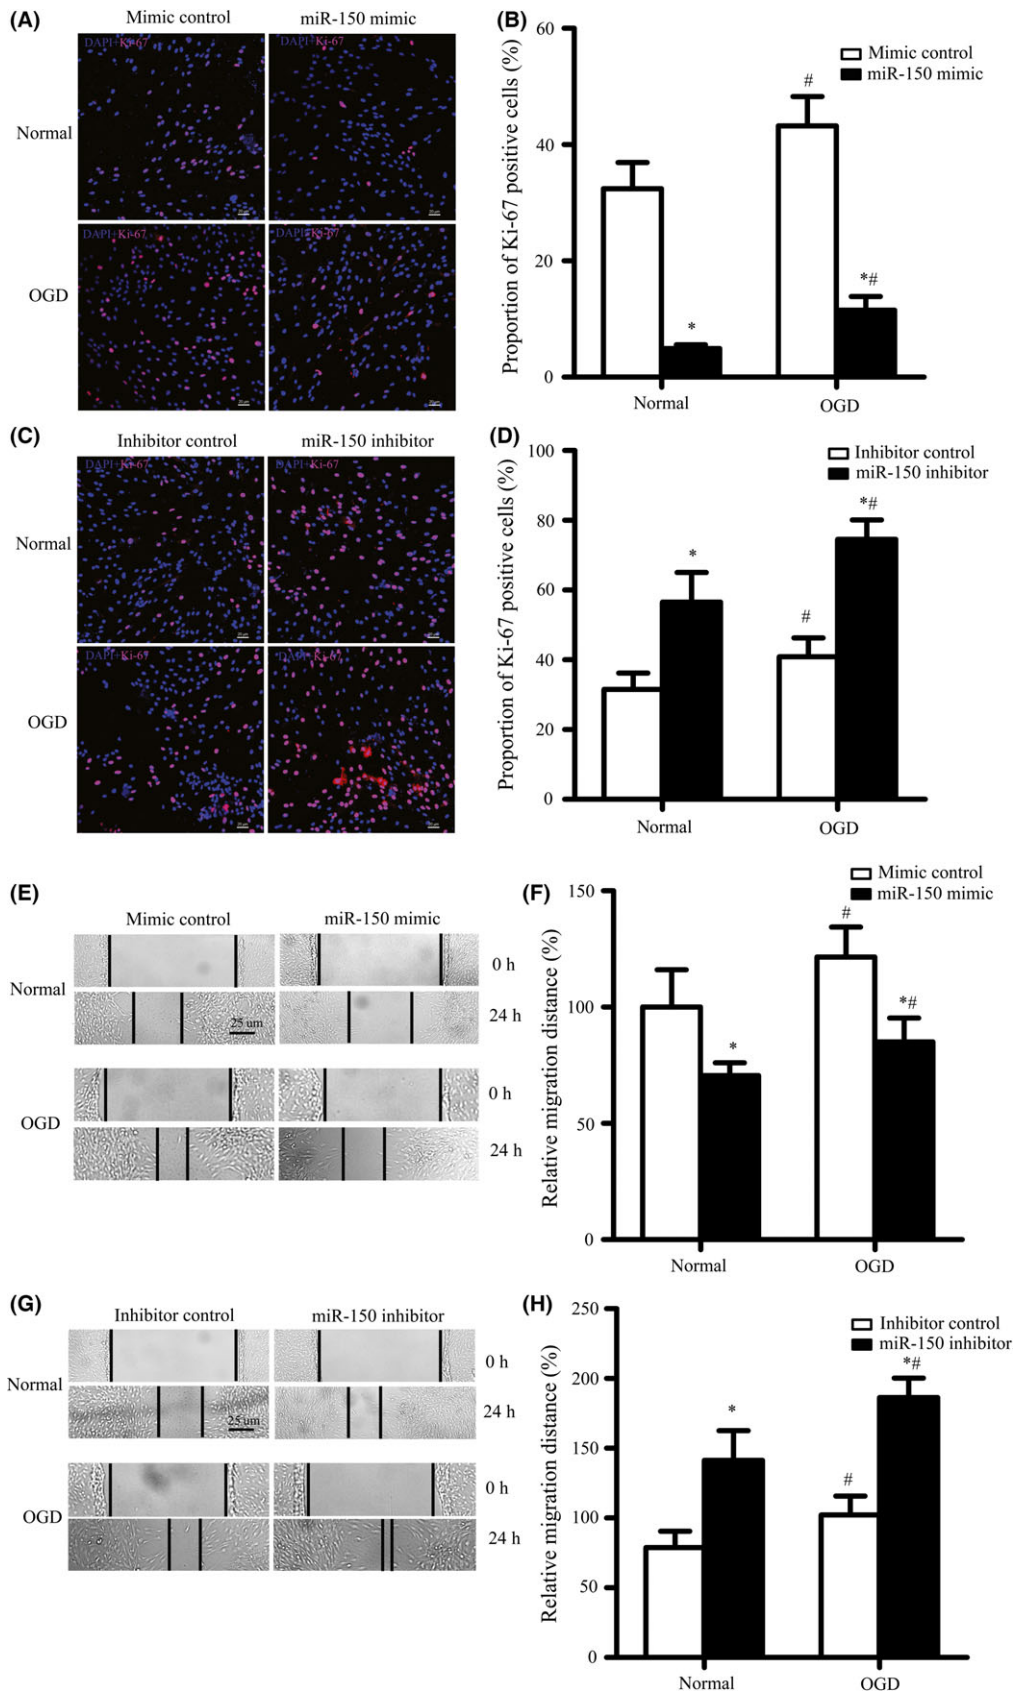 (A)
Mimic control
miR-150 mimic
DAPI+Ki-67
DAPI+Ki-67
Normal
DAPI+Ki-67
DAPI+Ki-67
OGD
(B)
Proportion of Ki-67 positive cells (%)
60
40
20
0
Mimic control
miR-150 mimic
#
*
*#
Normal
OGD
(C)
Inhibitor control
miR-150 inhibitor
DAPI+Ki-67
DAPI+Ki-67
Normal
DAPI+Ki-67
DAPI+Ki-67
OGD
(D)
Proportion of Ki-67 positive cells (%)
100
80
60
40
20
0
Inhibitor control
miR-150 inhibitor
*
#
*#
Normal
OGD
(E)
Mimic control
miR-150 mimic
Normal
0 h
25 um
24 h
OGD
0 h
24 h
(F)
Relative migration distance (%)
150
100
50
0
Mimic control
miR-150 mimic
*
#
*#
Normal
OGD
(G)
Inhibitor control
miR-150 inhibitor
Normal
0 h
25 um
24 h
OGD
0 h
24 h
(H)
Relative migration distance (%)
250
200
150
100
50
0
Inhibitor control
miR-150 inhibitor
*
#
*#
Normal
OGD